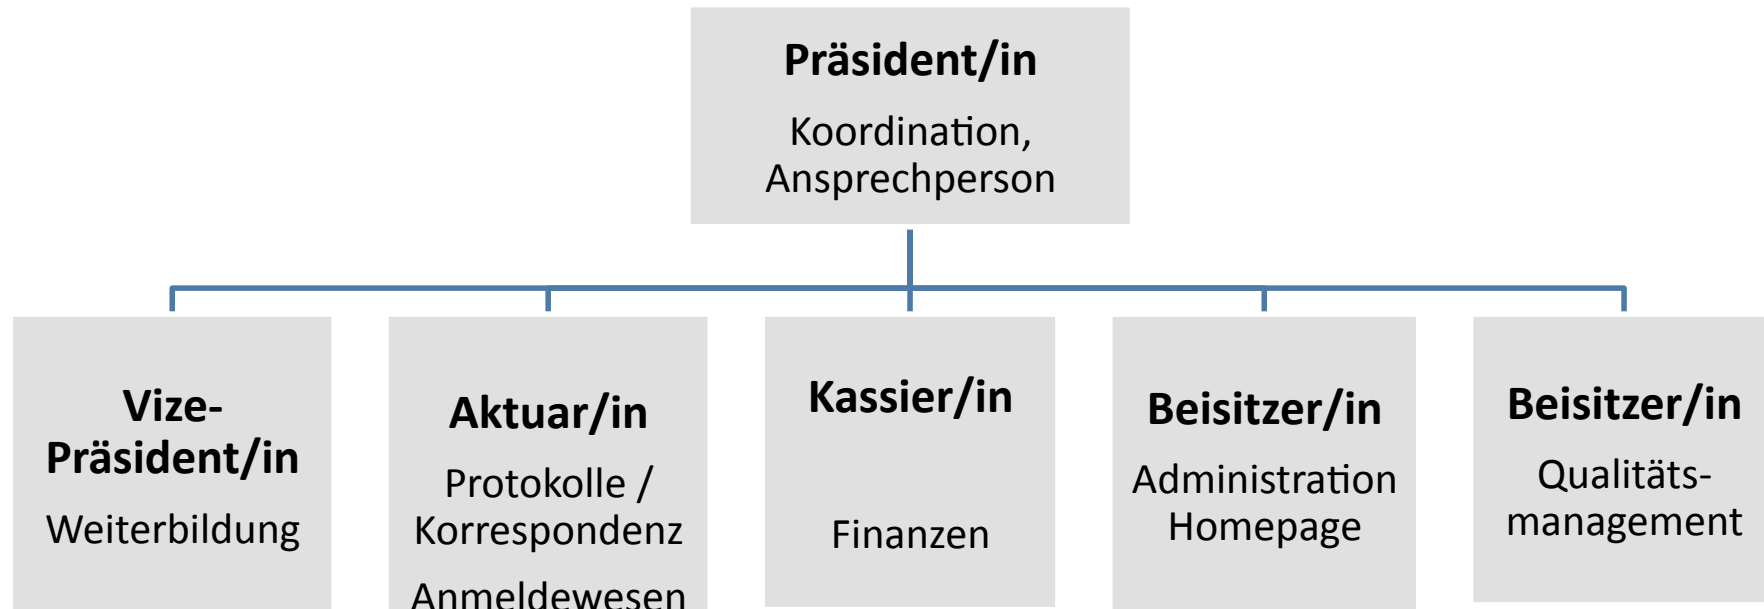 Präsident/in
Koordination,
Ansprechperson
Vize-
Präsident/in
Weiterbildung
Aktuar/in
Protokolle /
Korrespondenz
Anmeldewesen
Kassier/in
Finanzen
Beisitzer/in
Administration
Homepage
Beisitzer/in
Qualitäts-
management